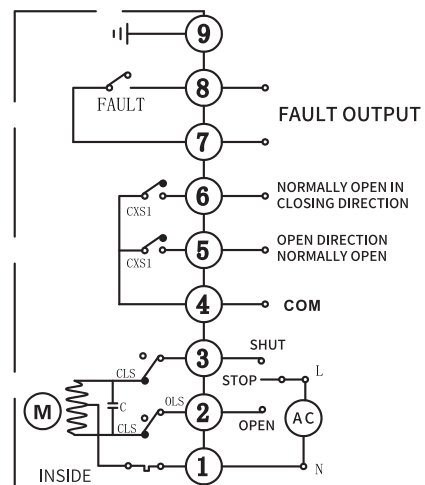 9
8
FAULT
FAULT OUTPUT
7
6
NORMALLY OPEN IN
CLOSING DIRECTION
CXS1
5
OPEN DIRECTION
NORMALLY OPEN
CXS1
4
COM
3
SHUT
CLS
STOP
L
M
C
OLS
2
AC
CLS
OPEN
1
N
INSIDE